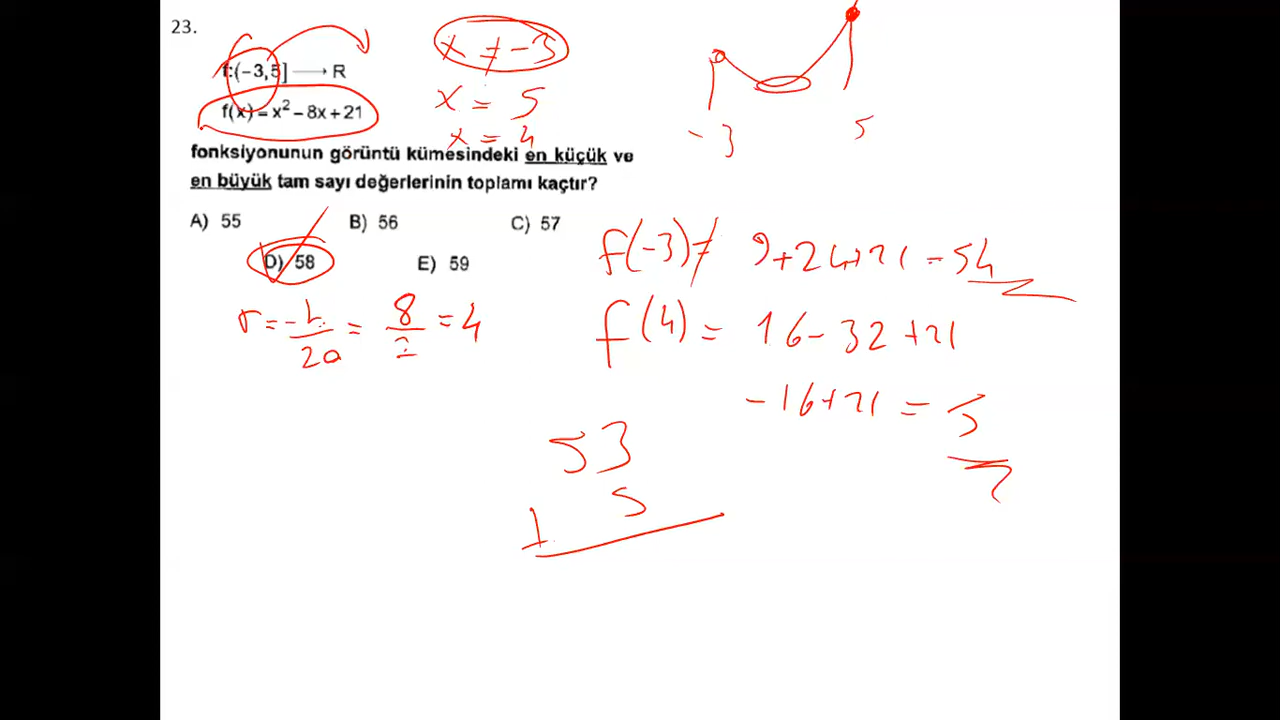 23.
f:(−3,5] ⟶ R
f(x) = x² − 8x + 21
x ≠ −3
x = 5
x = 4
−3 5
fonksiyonunun görüntü kümesindeki en küçük ve
en büyük tam sayı değerlerinin toplamı kaçtır?
A) 55 B) 56 C) 57
D) 58 E) 59
r = −b/2a = 8/2 = 4
f(−3) ≠ 9+24+21 = 54
f(4) = 16 − 32 + 21
−16+21 = 5
53
5
+